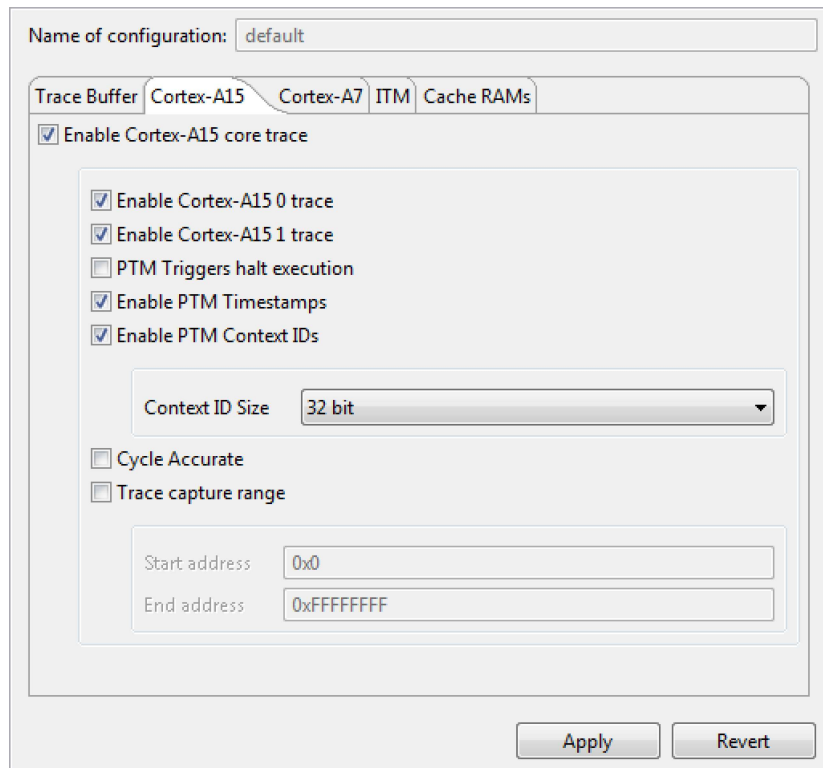 Name of configuration: default
Trace Buffer Cortex-A15 Cortex-A7 ITM Cache RAMs
Enable Cortex-A15 core trace
Enable Cortex-A15 0 trace
Enable Cortex-A15 1 trace
PTM Triggers halt execution
Enable PTM Timestamps
Enable PTM Context IDs
Context ID Size 32 bit
Cycle Accurate
Trace capture range
Start address 0x0
End address 0xFFFFFFFF
Apply Revert